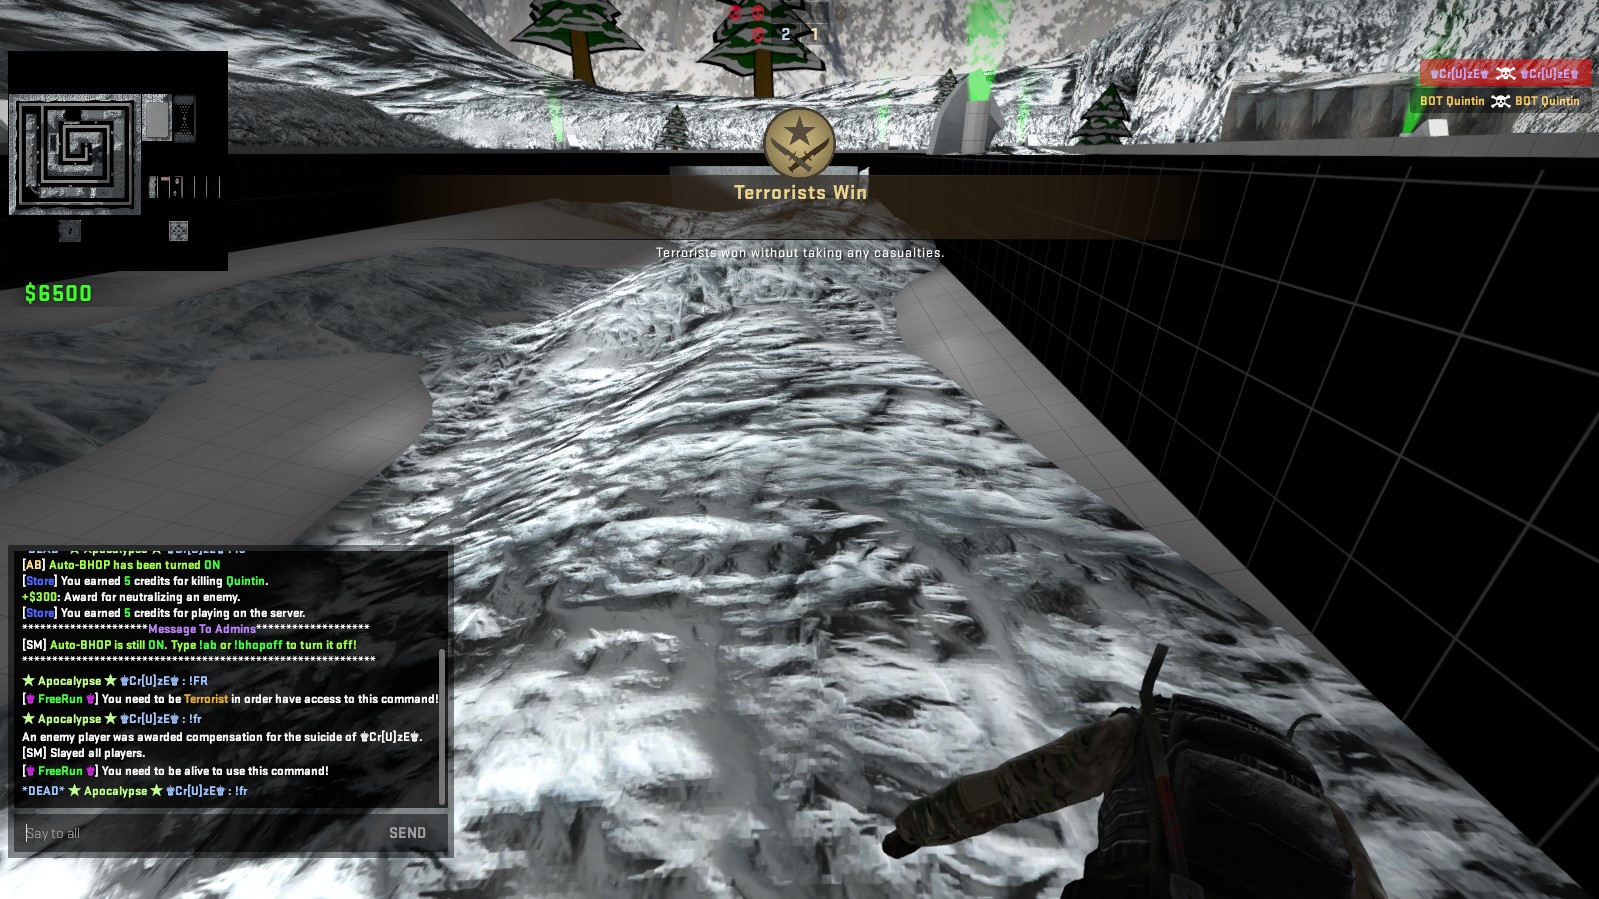 2 1
♛Cr[U]zE♛ ♛Cr[U]zE♛
BOT Quintin BOT Quintin
Terrorists Win
Terrorists won without taking any casualties.
$6500
*DEAD* ★ Apocalypse ★ ♛Cr[U]zE♛ : !fr
[AB] Auto-BHOP has been turned ON
[Store] You earned 5 credits for killing Quintin.
+$300: Award for neutralizing an enemy.
[Store] You earned 5 credits for playing on the server.
*********************Message To Admins*******************
[SM] Auto-BHOP is still ON. Type !ab or !bhopoff to turn it off!
***********************************************************
★ Apocalypse ★ ♛Cr[U]zE♛ : !FR
[♛ FreeRun ♛] You need to be Terrorist in order have access to this command!
★ Apocalypse ★ ♛Cr[U]zE♛ : !fr
An enemy player was awarded compensation for the suicide of ♛Cr[U]zE♛.
[SM] Slayed all players.
[♛ FreeRun ♛] You need to be alive to use this command!
*DEAD* ★ Apocalypse ★ ♛Cr[U]zE♛ : !fr
Say to all SEND